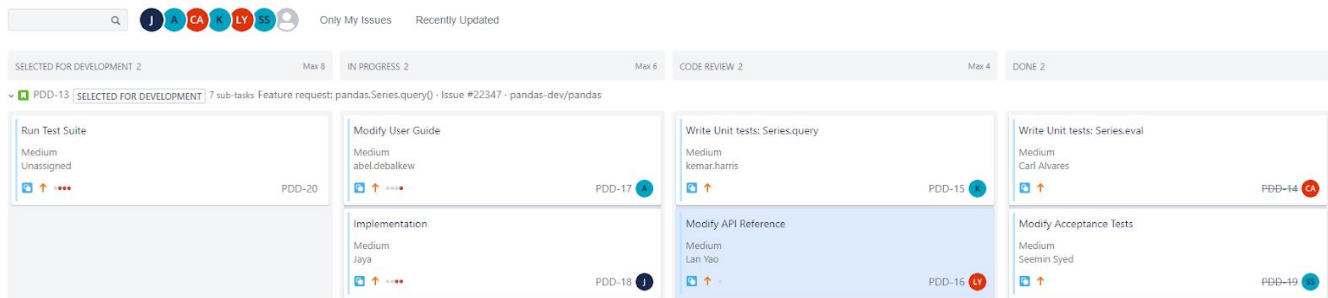 J A CA K LY SS Only My Issues Recently Updated
SELECTED FOR DEVELOPMENT 2 Max 8 IN PROGRESS 2 Max 6 CODE REVIEW 2 Max 4 DONE 2
PDD-13 SELECTED FOR DEVELOPMENT 7 sub-tasks Feature request: pandas.Series.query() · Issue #22347 · pandas-dev/pandas
Run Test Suite
Medium
Unassigned
PDD-20
Modify User Guide
Medium
abel.debalkew
PDD-17 A
Implementation
Medium
Jaya
PDD-18 J
Write Unit tests: Series.query
Medium
kemar.harris
PDD-15 K
Modify API Reference
Medium
Lan Yao
PDD-16 LY
Write Unit tests: Series.eval
Medium
Carl Alvares
PDD-14 CA
Modify Acceptance Tests
Medium
Seemin Syed
PDD-19 SS